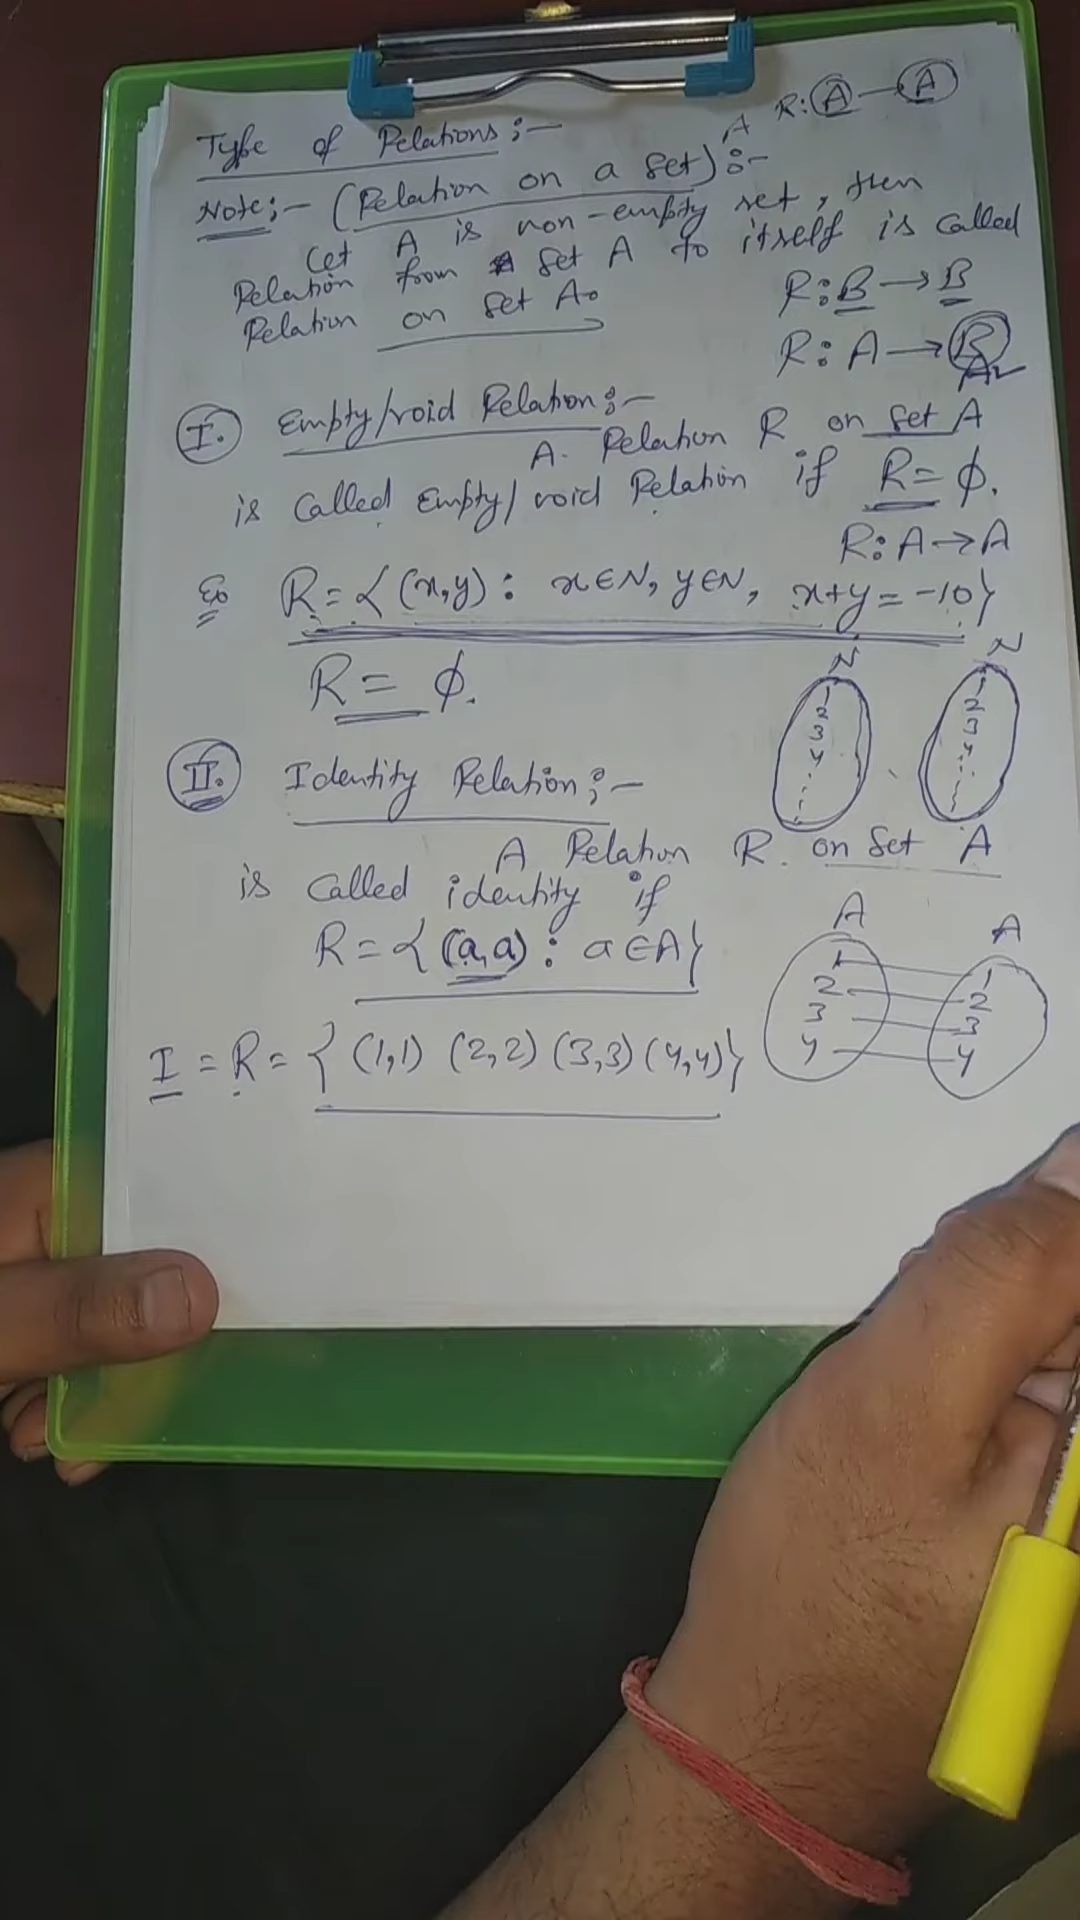 R: A → A
Type of Relations :-
Note :- (Relation on a set) :- A
Let A is non-empty set, then
Relation from set A to itself is called
Relation on set A.
R: B → B
R: A → B
A
I. Empty/void Relation :-
A Relation R on set A
is called Empty/void Relation if R = ϕ.
R: A → A
Ex R = { (x,y) : x ∈ N, y ∈ N, x+y = -10}
R = ϕ.
N N
1 1
2 2
3 3
4 4
II. Identity Relation :-
A Relation R on set A
is called identity if
R = { (a,a) : a ∈ A}
A A
1 1
2 2
3 3
4 4
I = R = { (1,1) (2,2) (3,3) (4,4)}